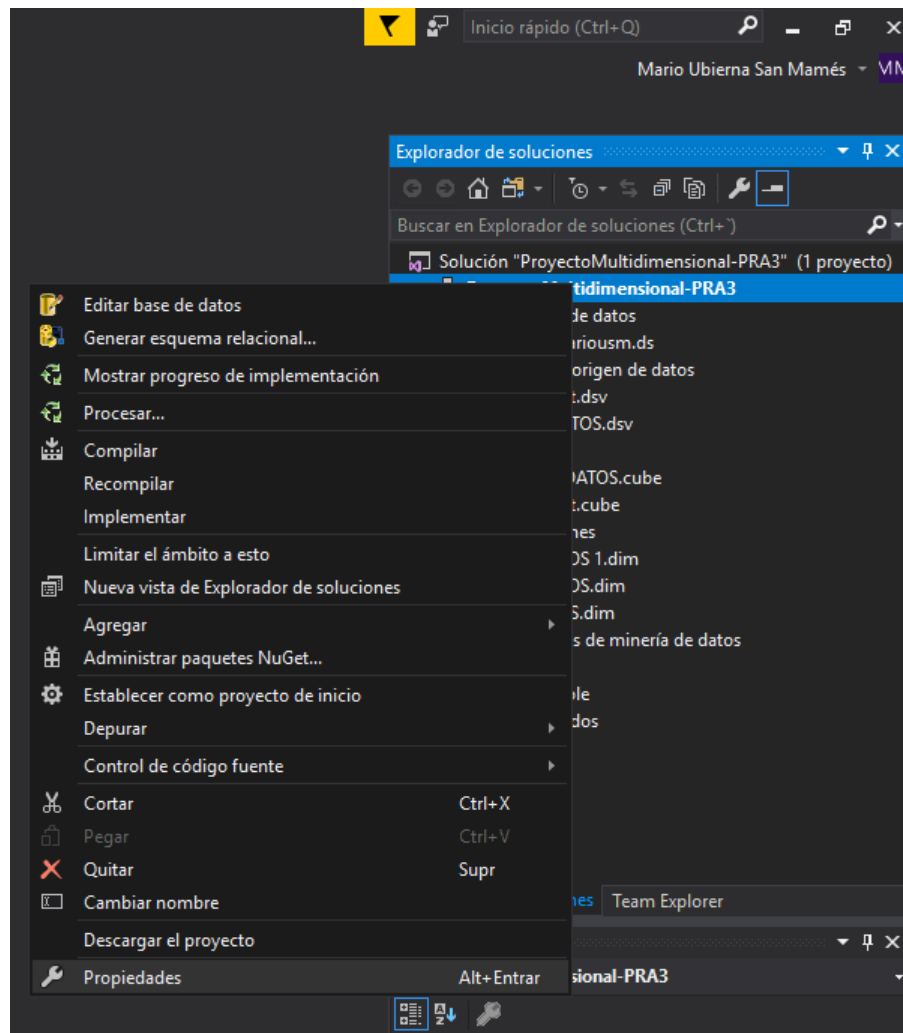 Inicio rápido (Ctrl+Q)
Mario Ubierna San Mamés
Explorador de soluciones
Buscar en Explorador de soluciones (Ctrl+`)
Solución "ProyectoMultidimensional-PRA3" (1 proyecto)
tidimensional-PRA3
de datos
riousm.ds
origen de datos
t.dsv
TOS.dsv
DATOS.cube
t.cube
nes
OS 1.dim
OS.dim
S.dim
s de minería de datos
le
dos
Editar base de datos
Generar esquema relacional...
Mostrar progreso de implementación
Procesar...
Compilar
Recompilar
Implementar
Limitar el ámbito a esto
Nueva vista de Explorador de soluciones
Agregar
Administrar paquetes NuGet...
Establecer como proyecto de inicio
Depurar
Control de código fuente
Cortar Ctrl+X
Pegar Ctrl+V
Quitar Supr
Cambiar nombre
Descargar el proyecto
Propiedades Alt+Entrar
nes Team Explorer
sional-PRA3